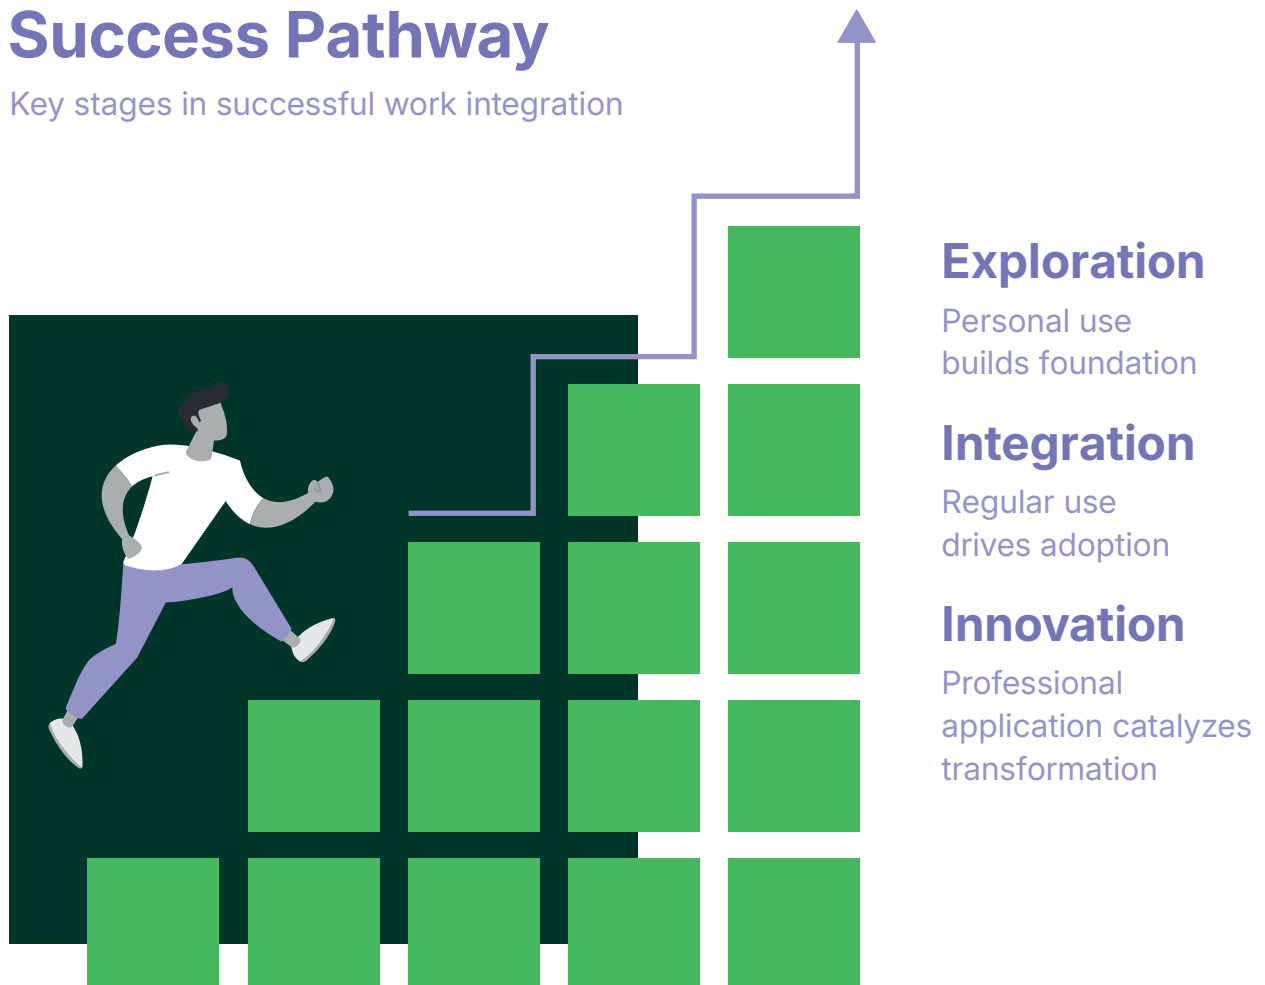 Success Pathway
Key stages in successful work integration
Exploration
Personal use
builds foundation
Integration
Regular use
drives adoption
Innovation
Professional
application catalyzes
transformation